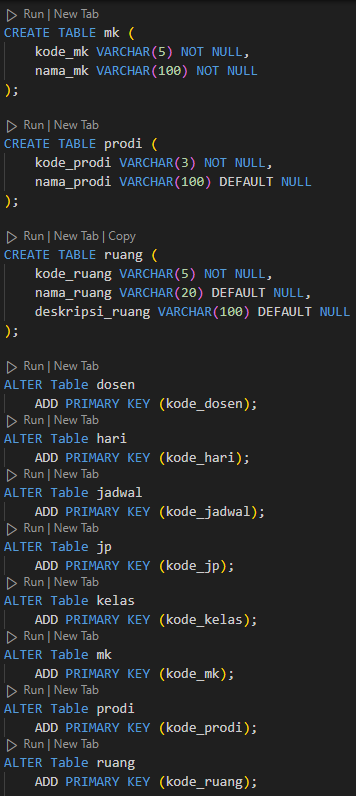 Run | New Tab
CREATE TABLE mk (
kode_mk VARCHAR(5) NOT NULL,
nama_mk VARCHAR(100) NOT NULL
);
Run | New Tab
CREATE TABLE prodi (
kode_prodi VARCHAR(3) NOT NULL,
nama_prodi VARCHAR(100) DEFAULT NULL
);
Run | New Tab | Copy
CREATE TABLE ruang (
kode_ruang VARCHAR(5) NOT NULL,
nama_ruang VARCHAR(20) DEFAULT NULL,
deskripsi_ruang VARCHAR(100) DEFAULT NULL
);
Run | New Tab
ALTER Table dosen
ADD PRIMARY KEY (kode_dosen);
Run | New Tab
ALTER Table hari
ADD PRIMARY KEY (kode_hari);
Run | New Tab
ALTER Table jadwal
ADD PRIMARY KEY (kode_jadwal);
Run | New Tab
ALTER Table jp
ADD PRIMARY KEY (kode_jp);
Run | New Tab
ALTER Table kelas
ADD PRIMARY KEY (kode_kelas);
Run | New Tab
ALTER Table mk
ADD PRIMARY KEY (kode_mk);
Run | New Tab
ALTER Table prodi
ADD PRIMARY KEY (kode_prodi);
Run | New Tab
ALTER Table ruang
ADD PRIMARY KEY (kode_ruang);